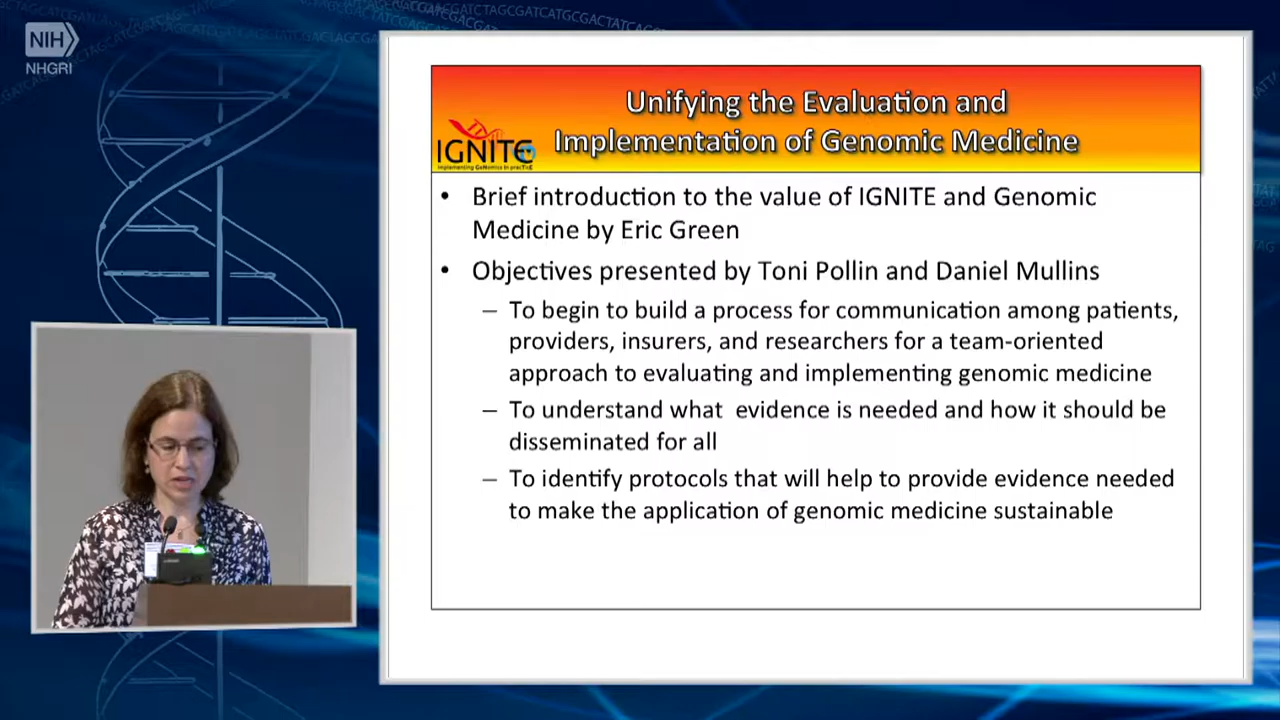 NIH
NHGRI
Unifying the Evaluation and
Implementation of Genomic Medicine
IGNITE
Implementing GeNomics In pracTicE
• Brief introduction to the value of IGNITE and Genomic
Medicine by Eric Green
• Objectives presented by Toni Pollin and Daniel Mullins
– To begin to build a process for communication among patients,
providers, insurers, and researchers for a team-oriented
approach to evaluating and implementing genomic medicine
– To understand what evidence is needed and how it should be
disseminated for all
– To identify protocols that will help to provide evidence needed
to make the application of genomic medicine sustainable